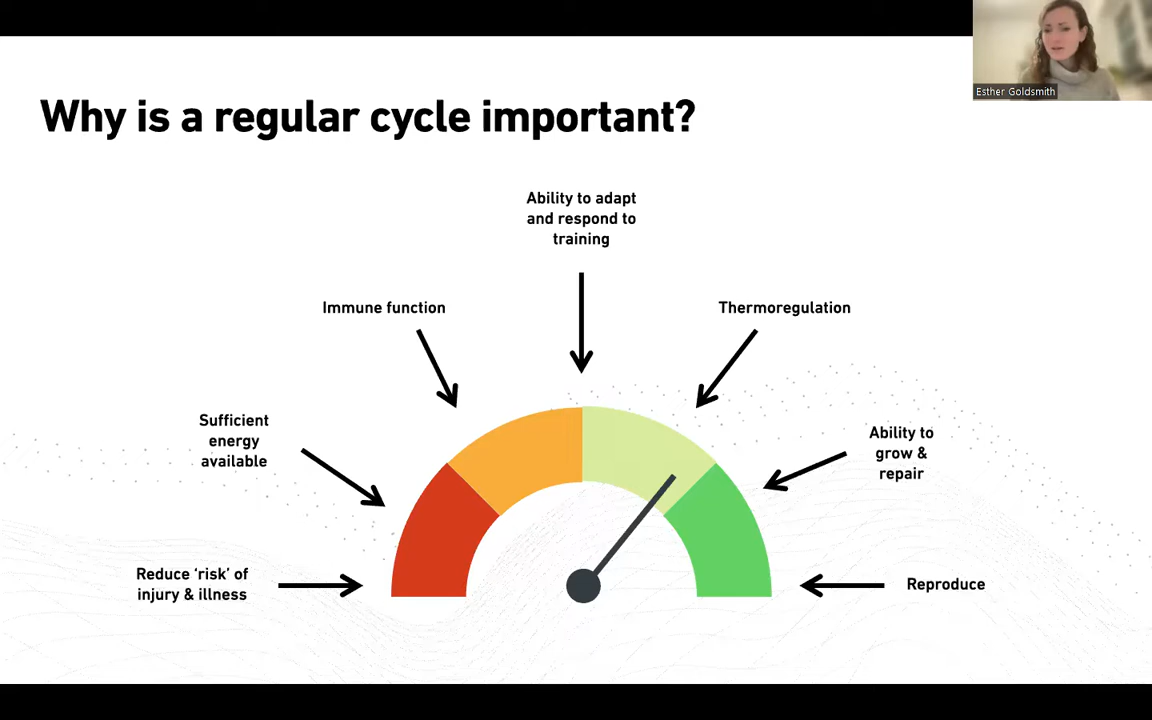 Esther Goldsmith
Why is a regular cycle important?
Ability to adapt
and respond to
training
Immune function
Thermoregulation
Sufficient
energy
available
Ability to
grow &
repair
Reduce ‘risk’ of
injury & illness
Reproduce